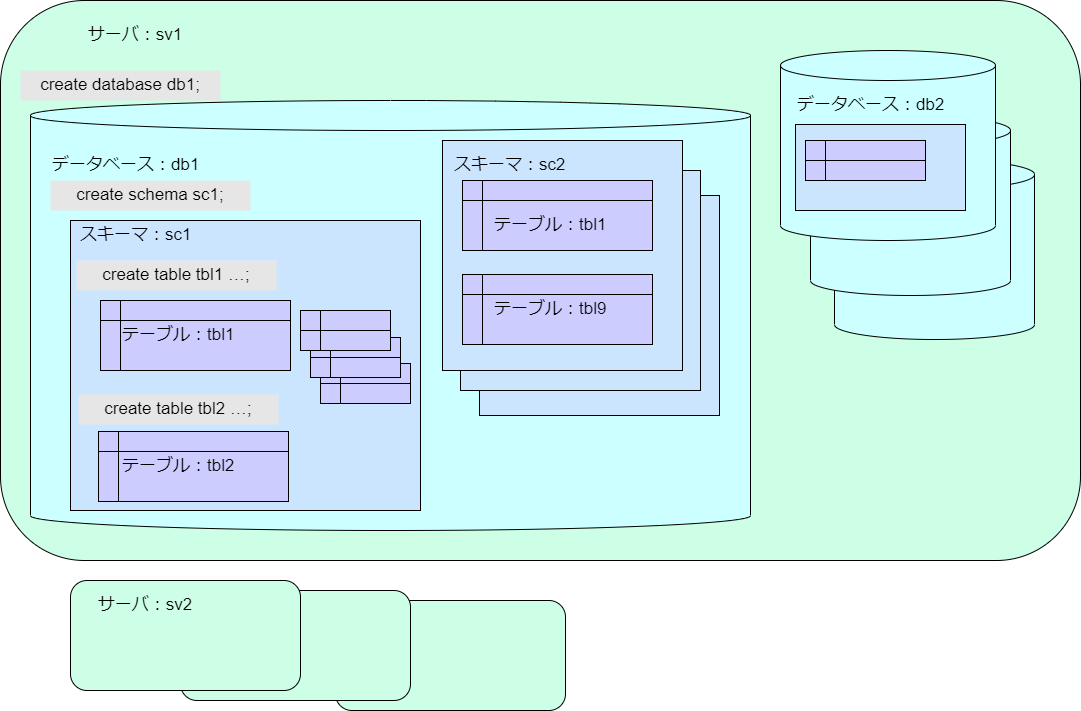 サーバ：sv1
create database db1;
データベース：db1
create schema sc1;
スキーマ：sc1
create table tbl1 …;
テーブル：tbl1
create table tbl2 …;
テーブル：tbl2
スキーマ：sc2
テーブル：tbl1
テーブル：tbl9
データベース：db2
サーバ：sv2